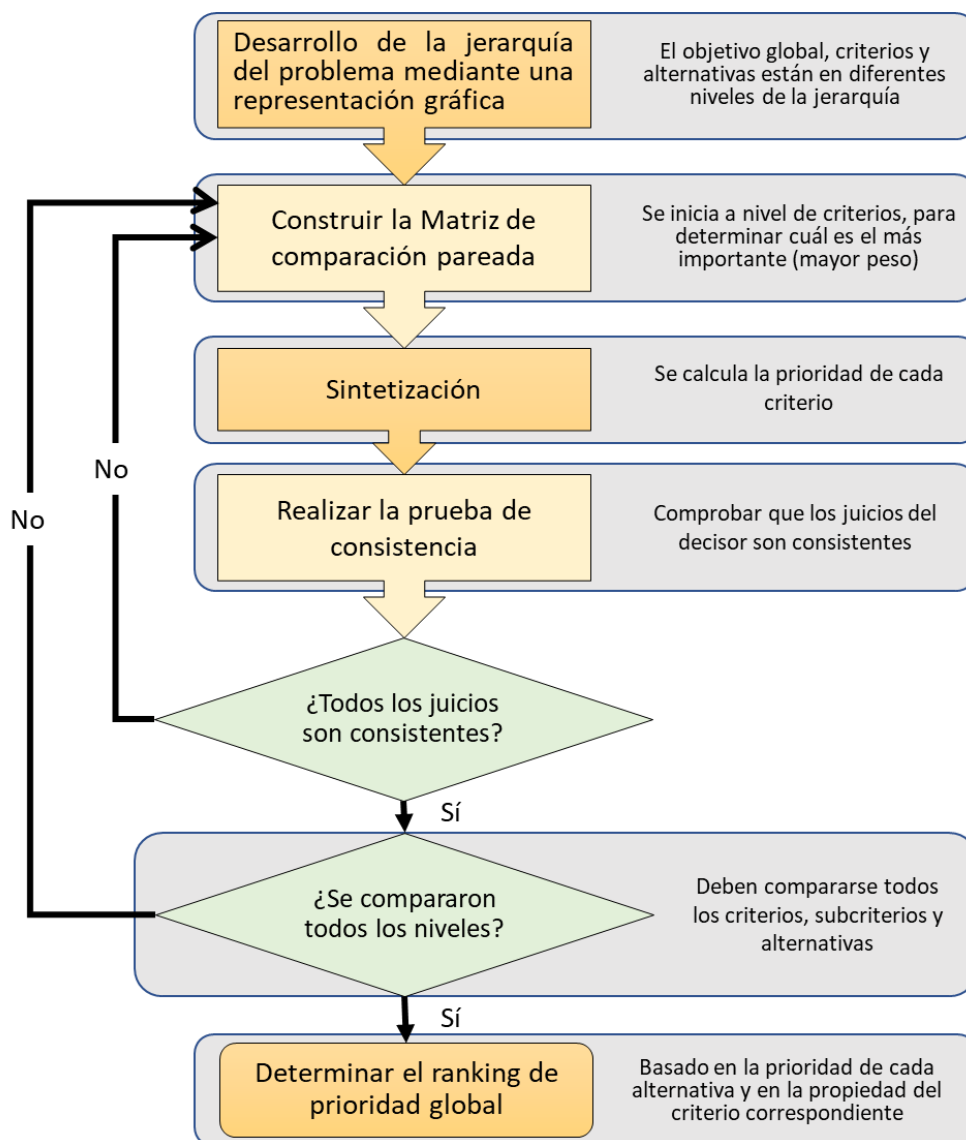 Desarrollo de la jerarquía
del problema mediante una
representación gráfica
El objetivo global, criterios y
alternativas están en diferentes
niveles de la jerarquía
Construir la Matriz de
comparación pareada
Se inicia a nivel de criterios, para
determinar cuál es el más
importante (mayor peso)
Sintetización
Se calcula la prioridad de cada
criterio
No
No
Realizar la prueba de
consistencia
Comprobar que los juicios del
decisor son consistentes
¿Todos los juicios
son consistentes?
Sí
¿Se compararon
todos los niveles?
Deben compararse todos
los criterios, subcriterios y
alternativas
Sí
Determinar el ranking de
prioridad global
Basado en la prioridad de cada
alternativa y en la propiedad del
criterio correspondiente